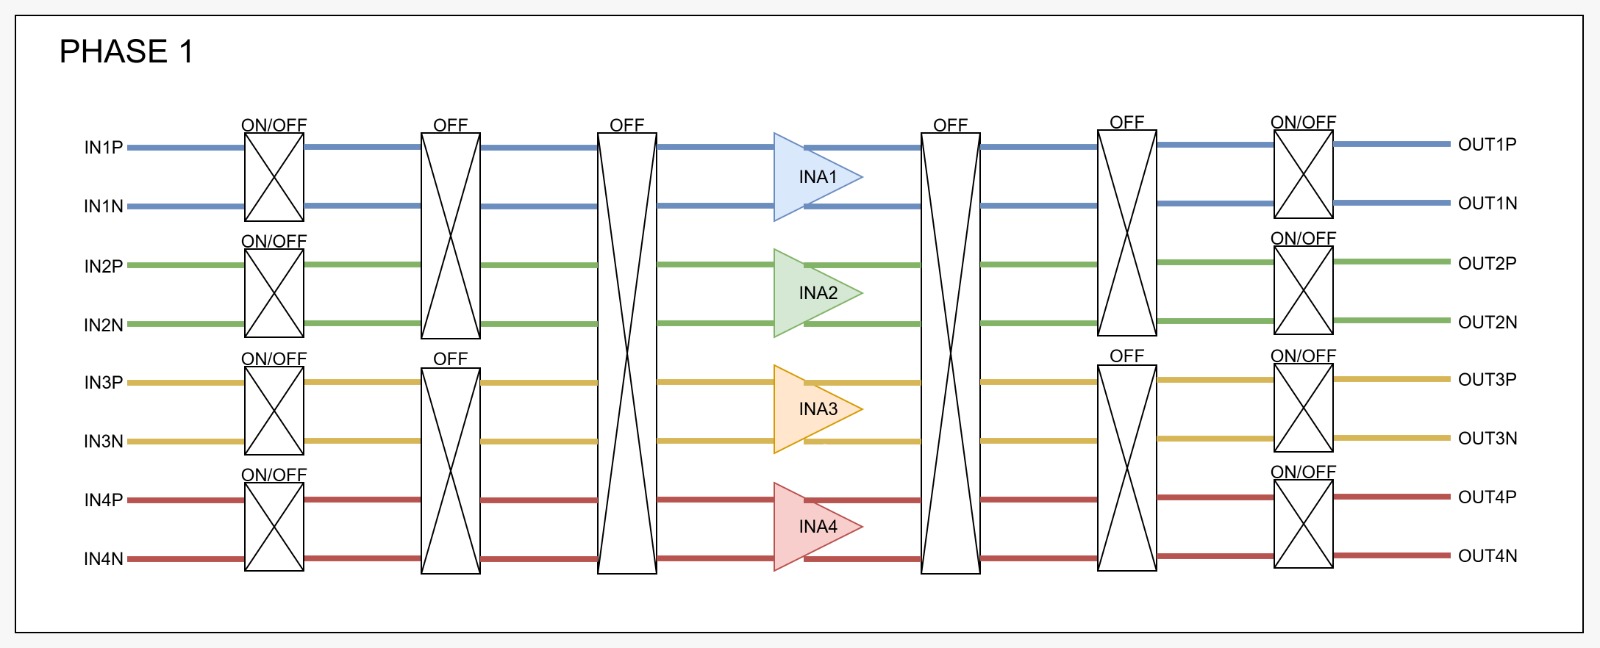 PHASE 1
ON/OFF
OFF
OFF
OFF
OFF
ON/OFF
IN1P
OUT1P
INA1
IN1N
OUT1N
ON/OFF
ON/OFF
IN2P
OUT2P
INA2
IN2N
OUT2N
ON/OFF
OFF
OFF
ON/OFF
IN3P
OUT3P
INA3
IN3N
OUT3N
ON/OFF
ON/OFF
IN4P
OUT4P
INA4
IN4N
OUT4N